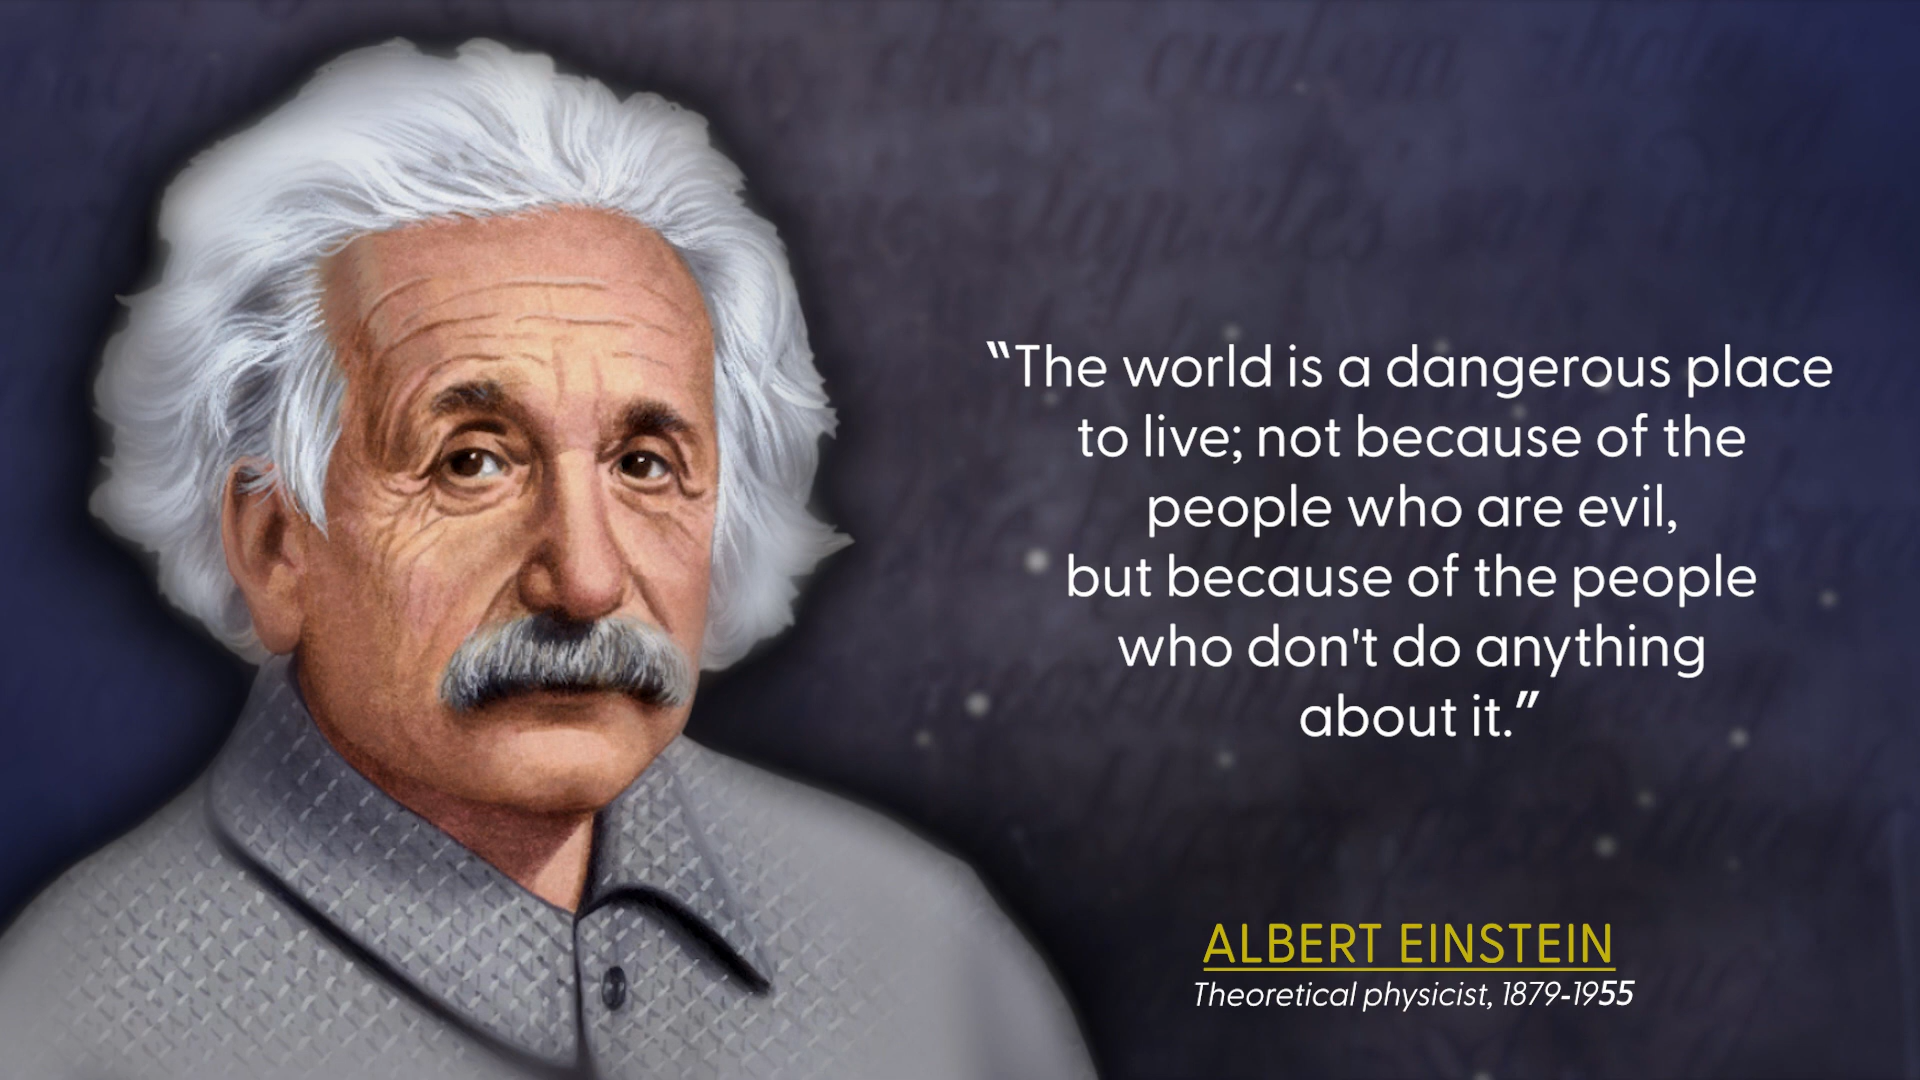 “The world is a dangerous place
to live; not because of the
people who are evil,
but because of the people
who don't do anything
about it.”
ALBERT EINSTEIN
Theoretical physicist, 1879-1955